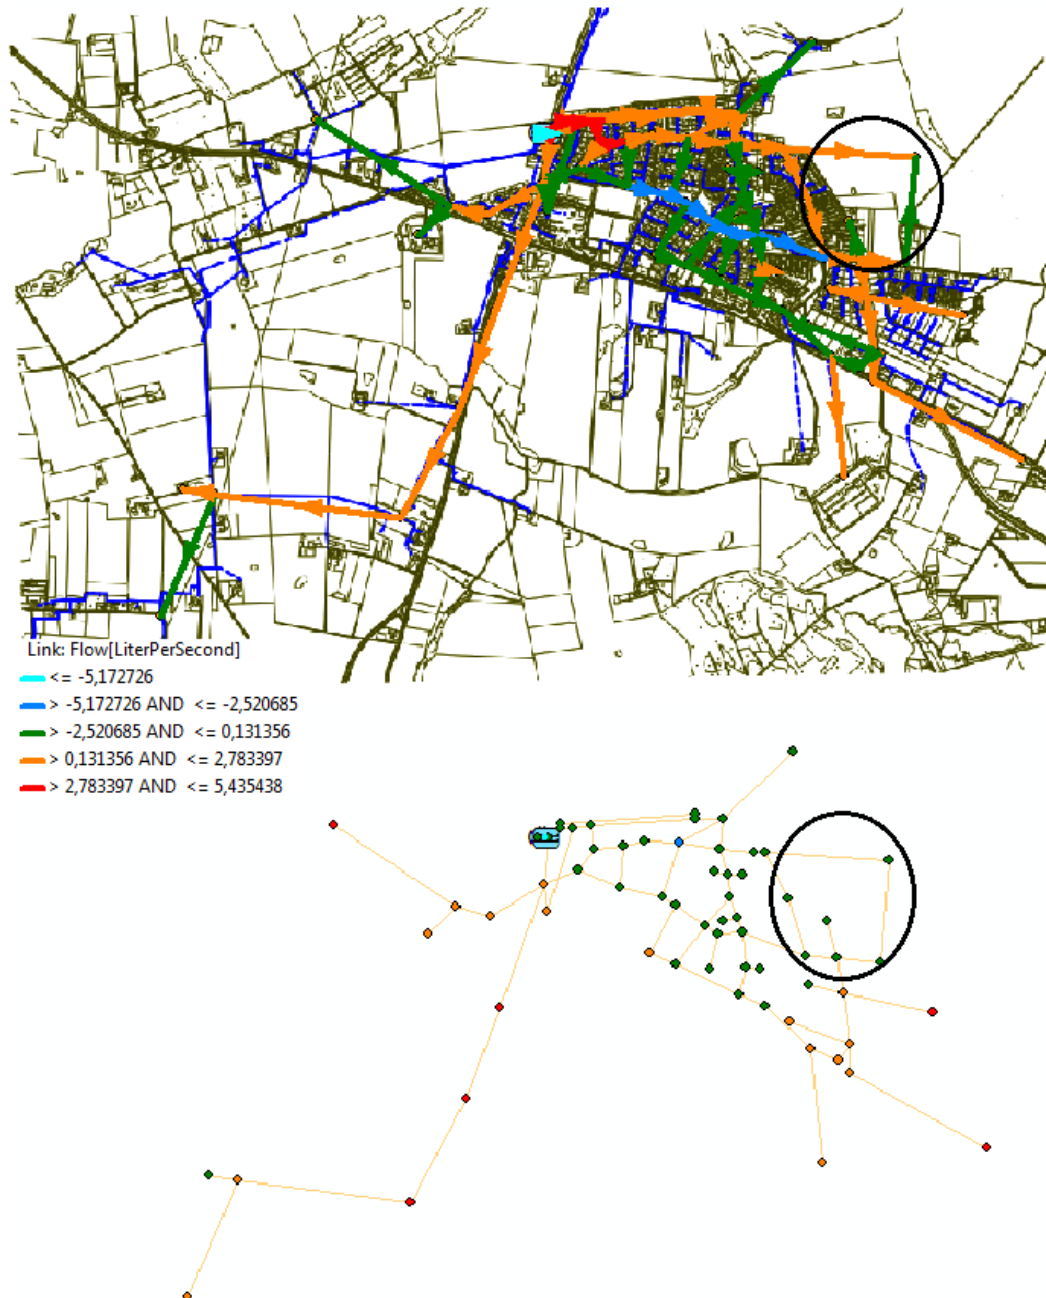 Link: Flow[LiterPerSecond]
<= -5,172726
> -5,172726 AND <= -2,520685
> -2,520685 AND <= 0,131356
> 0,131356 AND <= 2,783397
> 2,783397 AND <= 5,435438